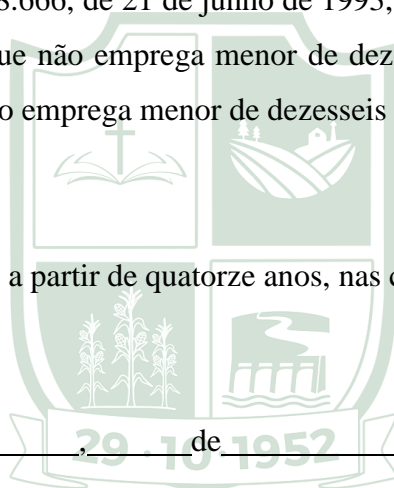 8.666, de 21 de junho de 1993,
que não emprega menor de dez
o emprega menor de dezesseis
a partir de quatorze anos, nas
,        de
29 · 10 · 1952